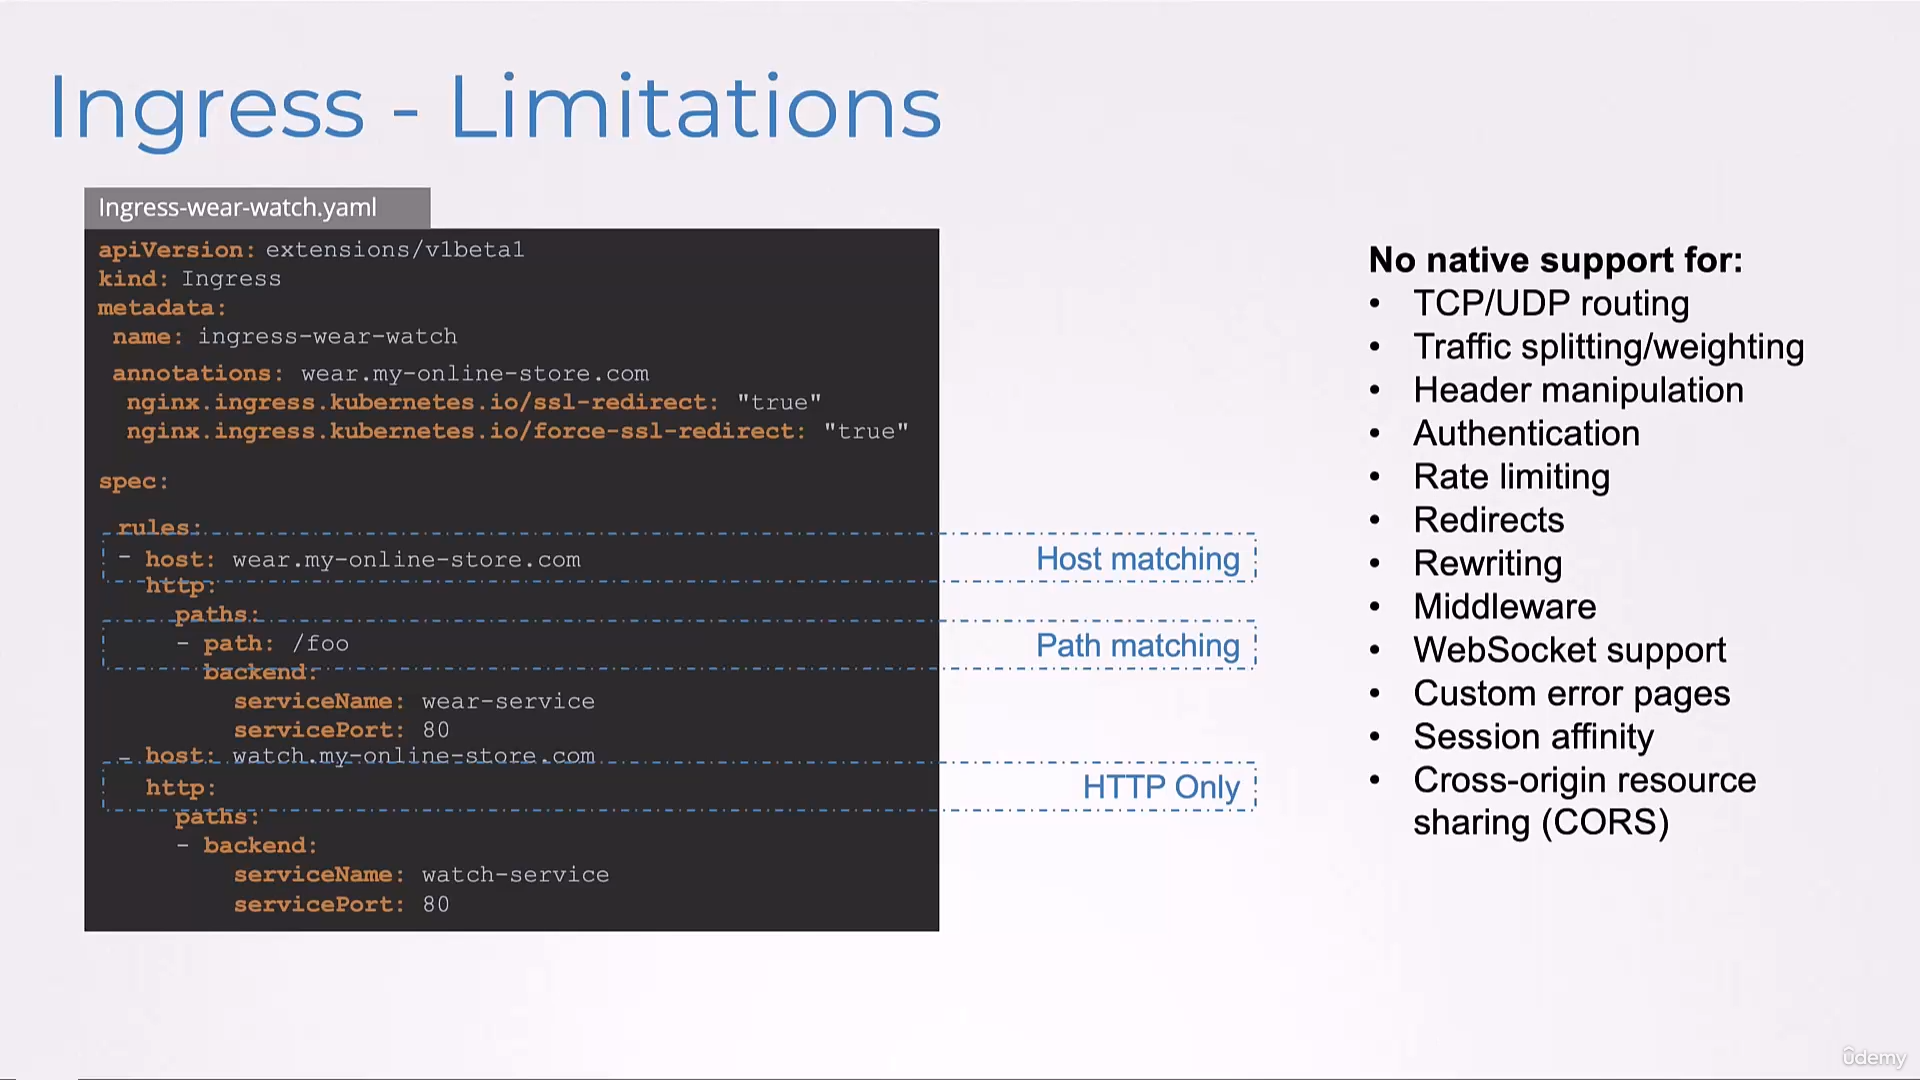 Ingress - Limitations
Ingress-wear-watch.yaml
apiVersion: extensions/v1beta1
kind: Ingress
metadata:
name: ingress-wear-watch
annotations: wear.my-online-store.com
nginx.ingress.kubernetes.io/ssl-redirect: "true"
nginx.ingress.kubernetes.io/force-ssl-redirect: "true"
spec:
rules:
- host: wear.my-online-store.com
http:
paths:
- path: /foo
backend:
serviceName: wear-service
servicePort: 80
- host: watch.my-online-store.com
http:
paths:
- backend:
serviceName: watch-service
servicePort: 80
Host matching
Path matching
HTTP Only
No native support for:
• TCP/UDP routing
• Traffic splitting/weighting
• Header manipulation
• Authentication
• Rate limiting
• Redirects
• Rewriting
• Middleware
• WebSocket support
• Custom error pages
• Session affinity
• Cross-origin resource
sharing (CORS)
ûdemy